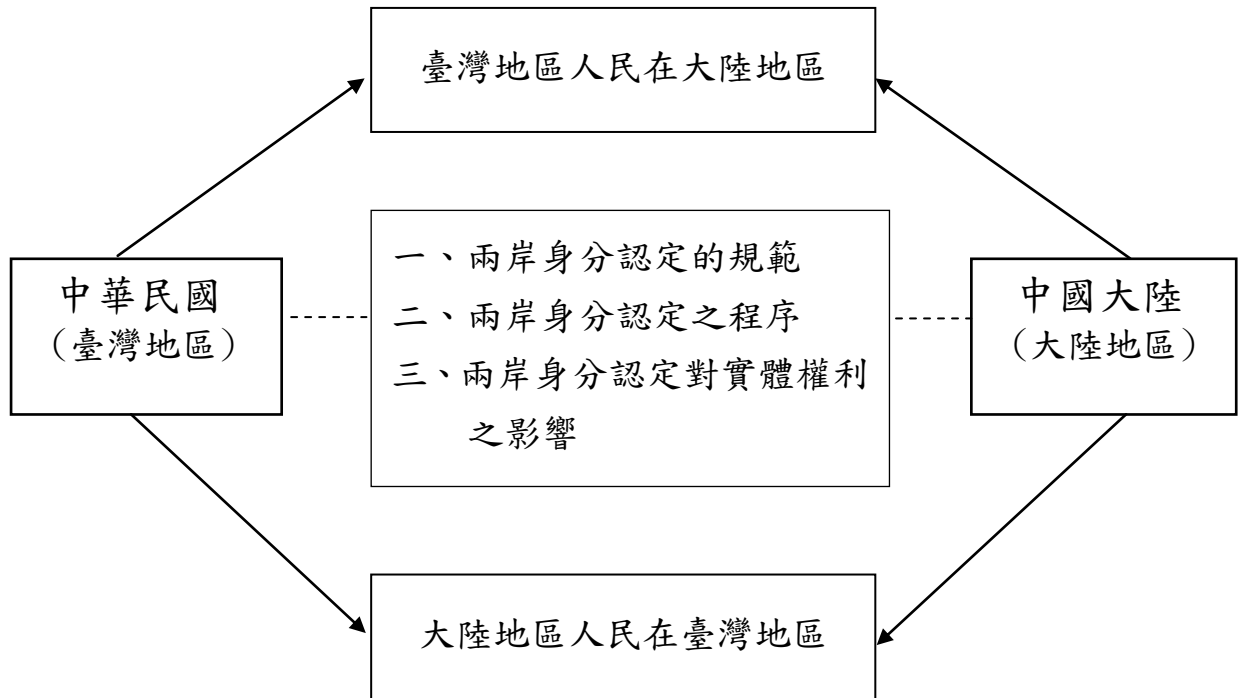 臺灣地區人民在大陸地區
中華民國
（臺灣地區）
一、兩岸身分認定的規範
二、兩岸身分認定之程序
三、兩岸身分認定對實體權利
之影響
中國大陸
（大陸地區）
大陸地區人民在臺灣地區